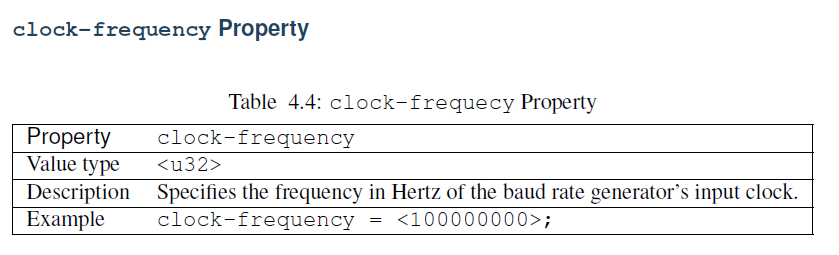 clock-frequency Property
Table 4.4: clock-frequecy Property
Property clock-frequency
Value type <u32>
Description Specifies the frequency in Hertz of the baud rate generator’s input clock.
Example clock-frequency = <100000000>;